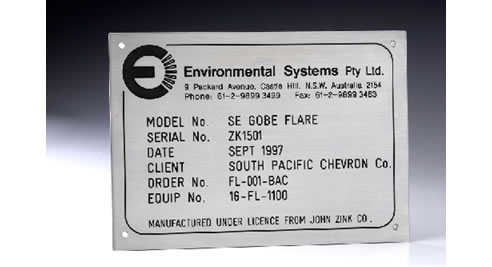 Environmental Systems Pty Ltd.
9 Packard Avenue, Castle Hill, N.S.W. Australia 2154
Phone: 61-2-9899 3499 Fax: 61-2-9899 3463
MODEL No. SE GOBE FLARE
SERIAL No. ZK1501
DATE SEPT 1997
CLIENT SOUTH PACIFIC CHEVRON Co.
ORDER No. FL-001-BAC
EQUIP No. 16-FL-1100
MANUFACTURED UNDER LICENCE FROM JOHN ZINK CO.